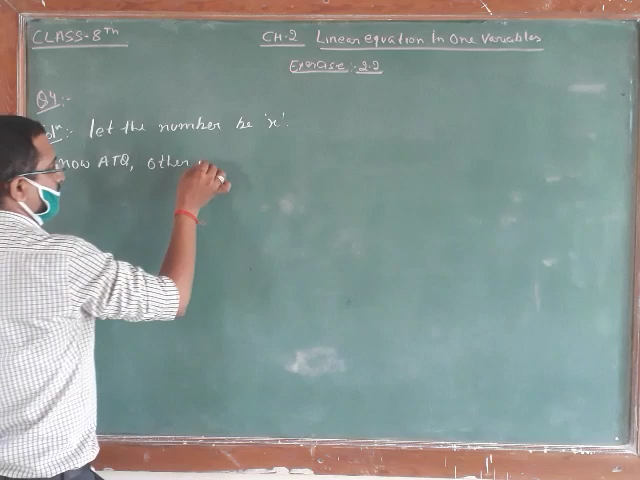 CLASS-8TH
CH.2 Linear equation In One Variables
Exercise:-2.2
Q4:-
Solⁿ:- let the number be 'x'.
now ATQ, other